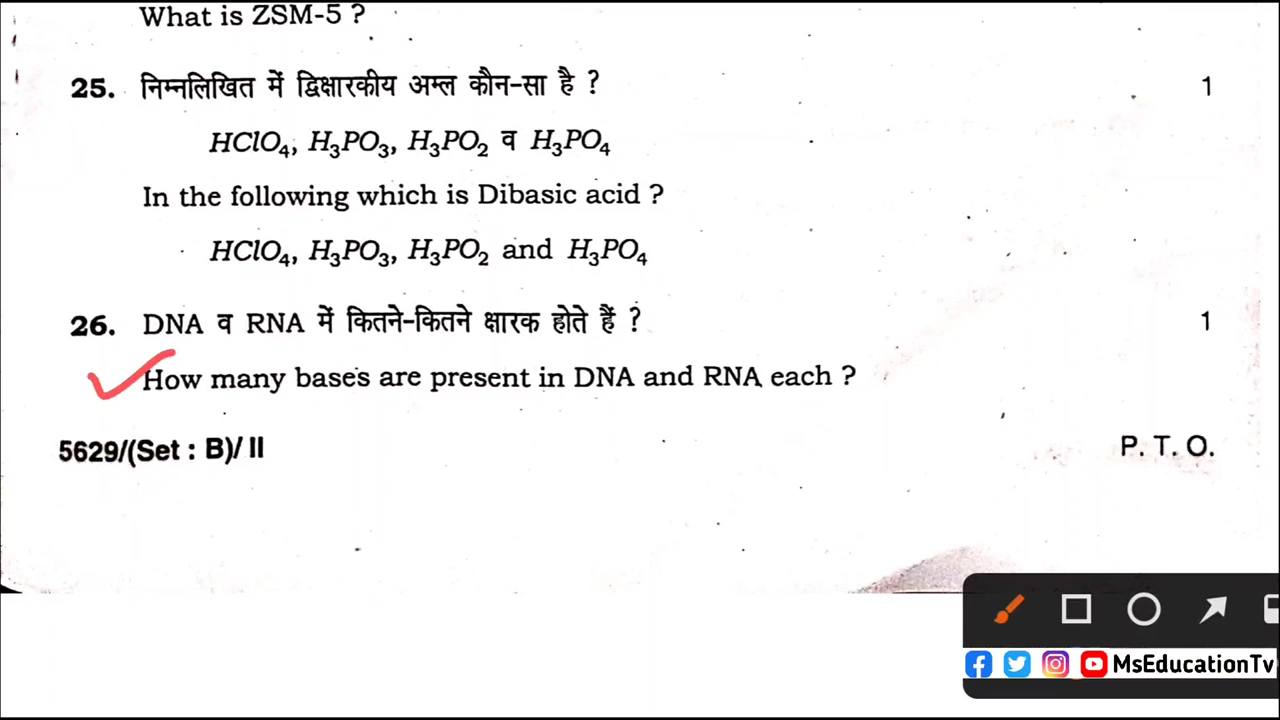 What is ZSM-5 ?
25. निम्नलिखित में द्विक्षारकीय अम्ल कौन-सा है ? 1
HClO₄, H₃PO₃, H₃PO₂ व H₃PO₄
In the following which is Dibasic acid ?
HClO₄, H₃PO₃, H₃PO₂ and H₃PO₄
26. DNA व RNA में कितने-कितने क्षारक होते हैं ? 1
How many bases are present in DNA and RNA each ?
5629/(Set : B)/ II P. T. O.
MsEducationTv